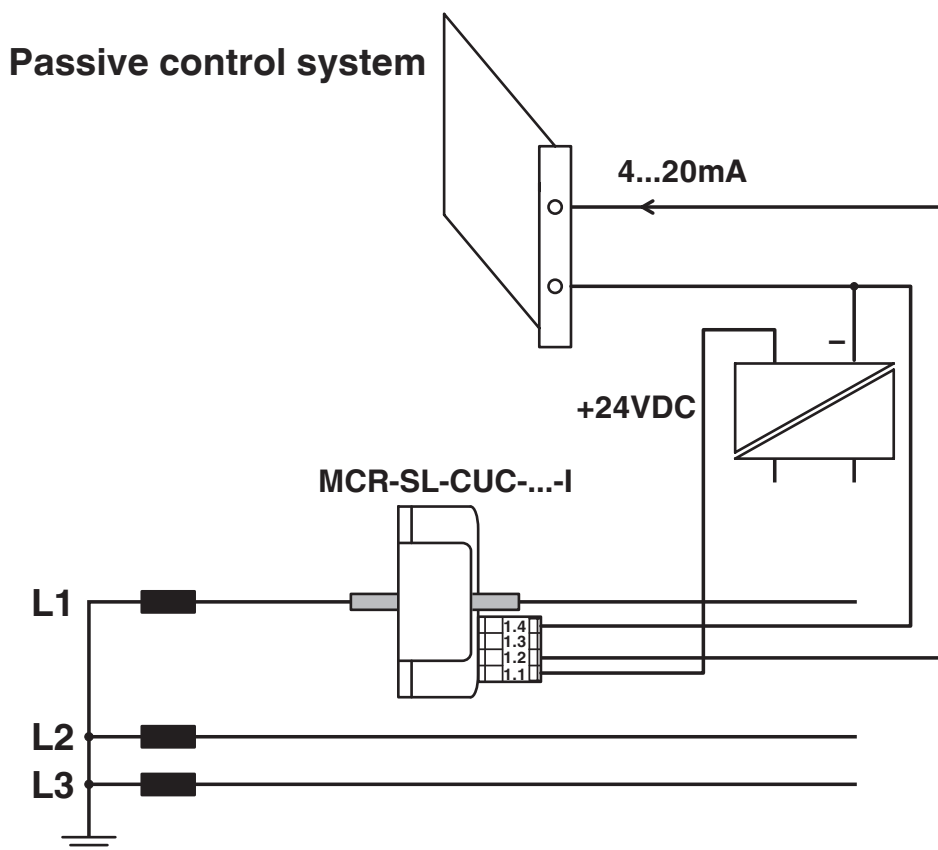 Passive control system
4...20mA
–
+24VDC
MCR-SL-CUC-...-I
L1
1.4
1.3
1.2
1.1
L2
L3